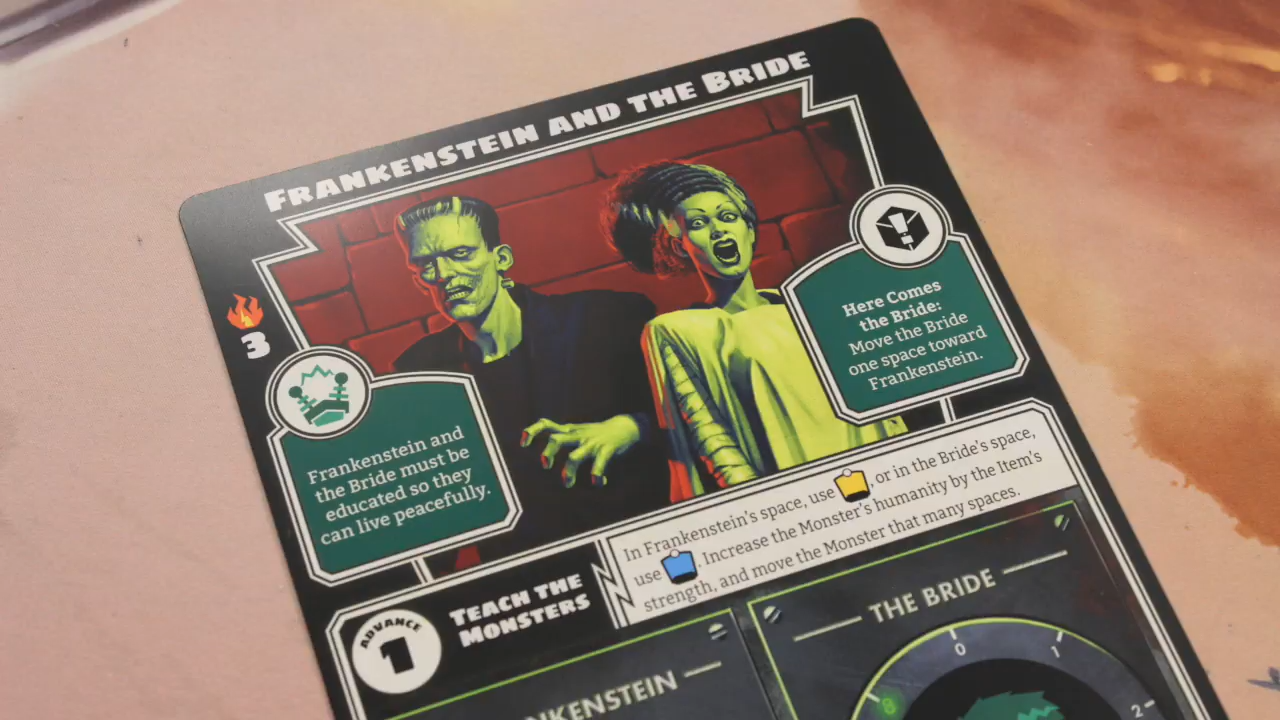 FRANKENSTEIN AND THE BRIDE
3
Here Comes
the Bride:
Move the Bride
one space toward
Frankenstein.
Frankenstein and
the Bride must be
educated so they
can live peacefully.
ADVANCE
1
TEACH THE
MONSTERS
In Frankenstein's space, use , or in the Bride's space,
use . Increase the Monster's humanity by the Item's
strength, and move the Monster that many spaces.
THE BRIDE
0
1
2
8